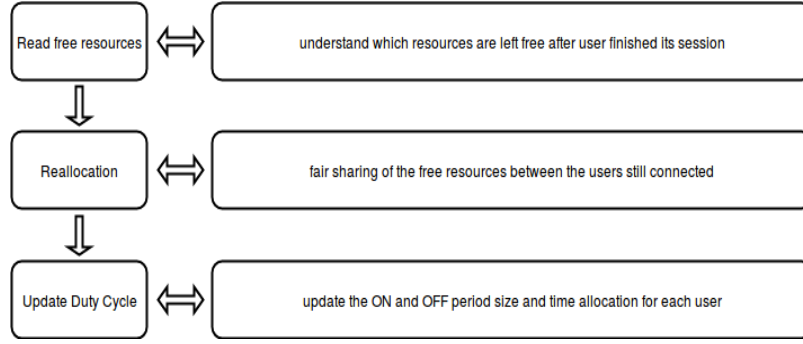 Read free resources
understand which resources are left free after user finished its session
Reallocation
fair sharing of the free resources between the users still connected
Update Duty Cycle
update the ON and OFF period size and time allocation for each user